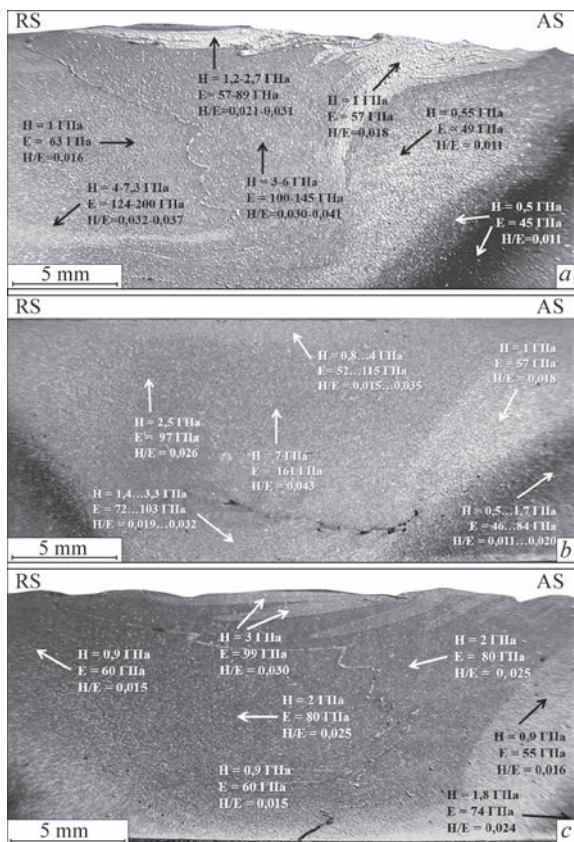 RS AS
H = 1,2-2,7 ГПа
E = 57-89 ГПа
H/E=0,021-0,031
H = 1 ГПа
E = 57 ГПа
H/E=0,018
H = 0,55 ГПа
E = 49 ГПа
H/E = 0,011
H = 1 ГПа
E = 63 ГПа
H/E=0,016
H = 4-7,3 ГПа
E = 124-200 ГПа
H/E=0,032-0,037
H = 3-6 ГПа
E = 100-145 ГПа
H/E=0,030-0,041
H = 0,5 ГПа
E = 45 ГПа
H/E=0,011
5 mm
a
RS AS
H = 0,8...4 ГПа
E = 52...115 ГПа
H/E = 0,015...0,035
H = 1 ГПа
E = 57 ГПа
H/E = 0,018
H = 2,5 ГПа
E = 97 ГПа
H/E = 0,026
H = 7 ГПа
E = 161 ГПа
H/E = 0,043
H = 1,4...3,3 ГПа
E = 72...103 ГПа
H/E = 0,019...0,032
H = 0,5...1,7 ГПа
E = 46...84 ГПа
H/E = 0,011...0,020
5 mm
b
RS AS
H = 0,9 ГПа
E = 60 ГПа
H/E = 0,015
H = 3 ГПа
E = 99 ГПа
H/E = 0,030
H = 2 ГПа
E = 80 ГПа
H/E = 0,025
H = 2 ГПа
E = 80 ГПа
H/E = 0,025
H = 0,9 ГПа
E = 55 ГПа
H/E = 0,016
H = 0,9 ГПа
E = 60 ГПа
H/E = 0,015
H = 1,8 ГПа
E = 74 ГПа
H/E = 0,024
5 mm
c